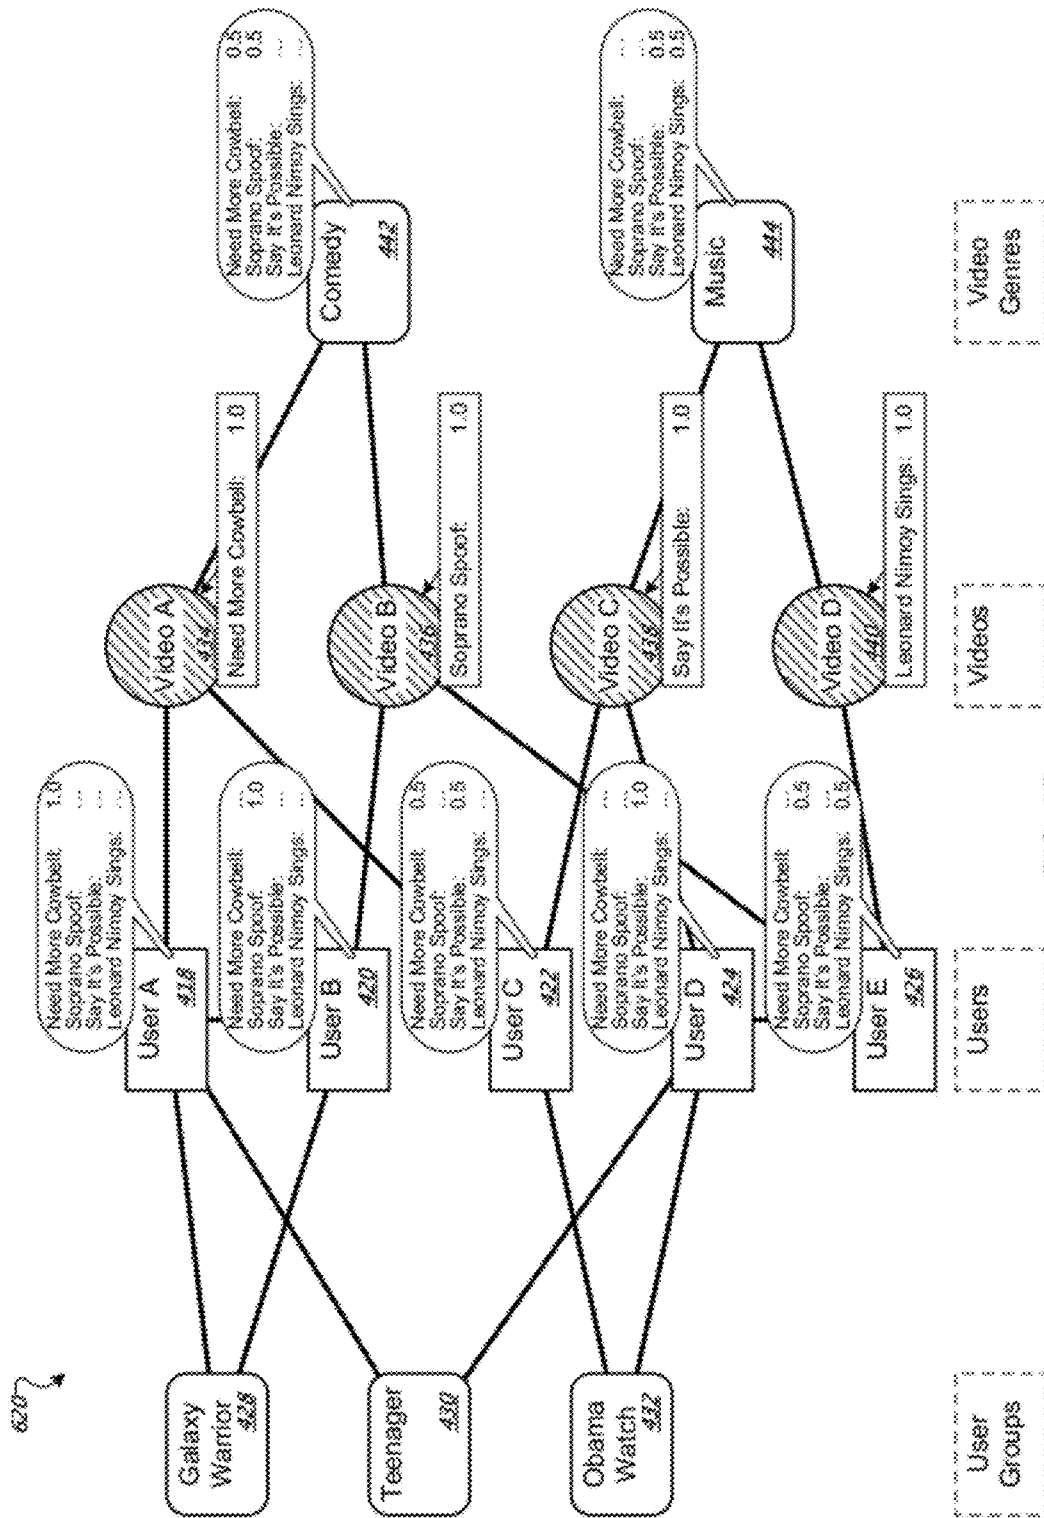 620
Galaxy
Warrior
428
Teenager
430
Obama
Watch
432
User
Groups
Need More Cowbell: 1.0
Soprano Spoof: ...
Say It's Possible: ...
Leonard Nimoy Sings: ...
User A
418
Need More Cowbell: ...
Soprano Spoof: 1.0
Say It's Possible: ...
Leonard Nimoy Sings: ...
User B
420
Need More Cowbell: 0.5
Soprano Spoof: ...
Say It's Possible: 0.5
Leonard Nimoy Sings: ...
User C
422
Need More Cowbell: ...
Soprano Spoof: ...
Say It's Possible: 1.0
Leonard Nimoy Sings: ...
User D
424
Need More Cowbell: ...
Soprano Spoof: 0.5
Say It's Possible: ...
Leonard Nimoy Sings: 0.5
User E
426
Users
Video A
434
Need More Cowbell: 1.0
Video B
436
Soprano Spoof: 1.0
Video C
438
Say It's Possible: 1.0
Video D
440
Leonard Nimoy Sings: 1.0
Videos
Need More Cowbell: 0.5
Soprano Spoof: 0.5
Say It's Possible: ...
Leonard Nimoy Sings: ...
Comedy
442
Need More Cowbell: ...
Soprano Spoof: ...
Say It's Possible: 0.5
Leonard Nimoy Sings: 0.5
Music
444
Video
Genres